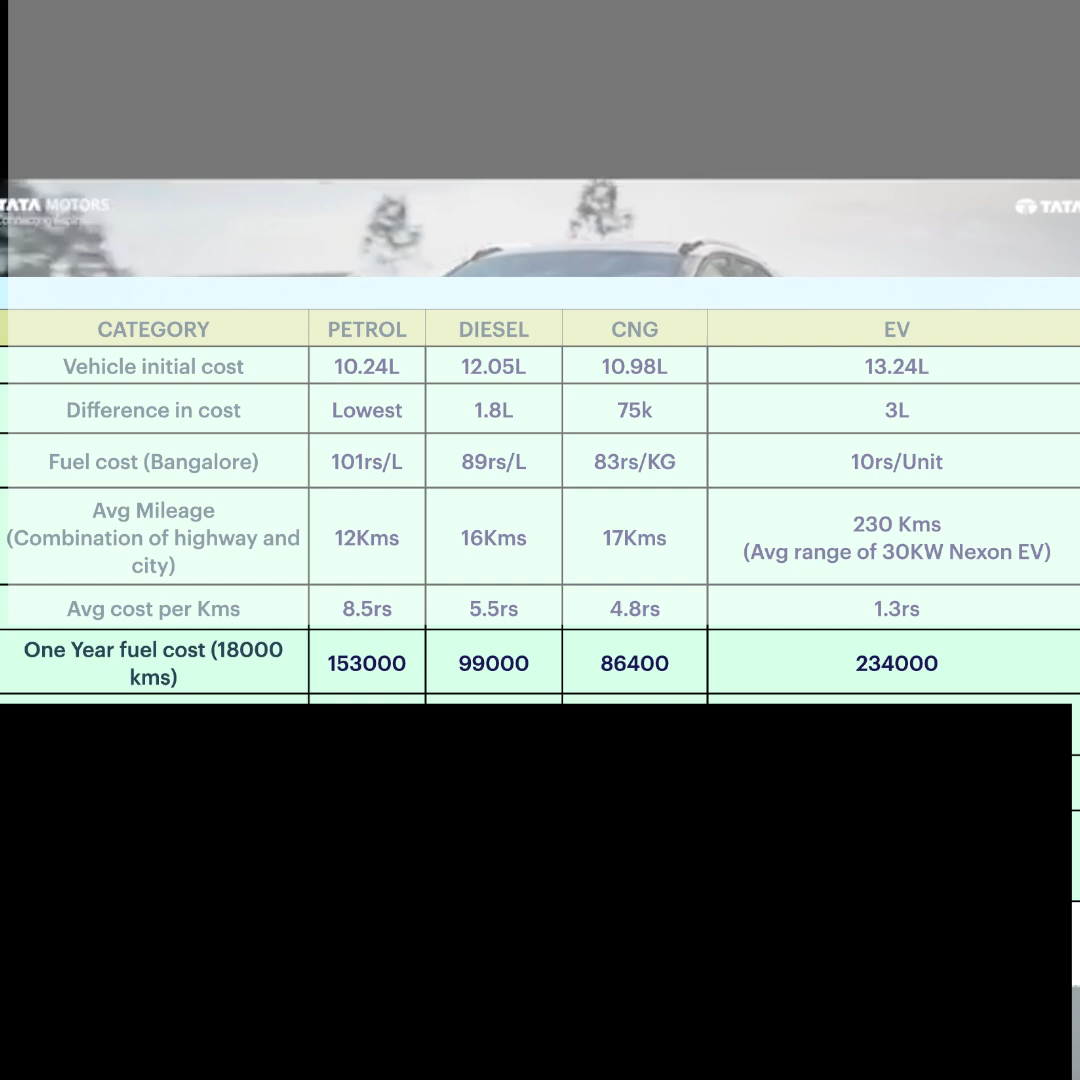 TATA MOTORS
TATA
CATEGORY PETROL DIESEL CNG EV
Vehicle initial cost 10.24L 12.05L 10.98L 13.24L
Difference in cost Lowest 1.8L 75k 3L
Fuel cost (Bangalore) 101rs/L 89rs/L 83rs/KG 10rs/Unit
Avg Mileage
(Combination of highway and
city) 12Kms 16Kms 17Kms 230 Kms
(Avg range of 30KW Nexon EV)
Avg cost per Kms 8.5rs 5.5rs 4.8rs 1.3rs
One Year fuel cost (18000
kms) 153000 99000 86400 234000